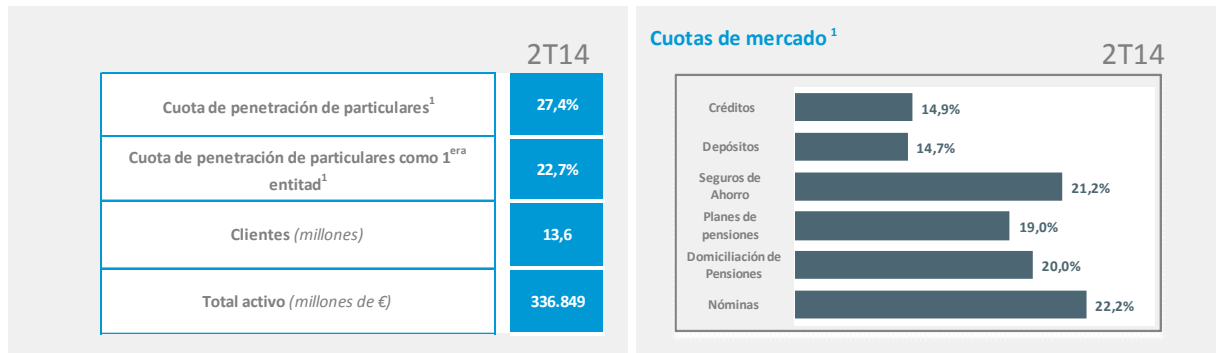 2T14
Cuota de penetración de particulares1
27,4%
Cuota de penetración de particulares como 1era
entitad1
22,7%
Clientes (millones)
13,6
Total activo (millones de €)
336.849
Cuotas de mercado 1
2T14
Créditos
14,9%
Depósitos
14,7%
Seguros de
Ahorro
21,2%
Planes de
pensiones
19,0%
Domiciliación de
Pensiones
20,0%
Nóminas
22,2%